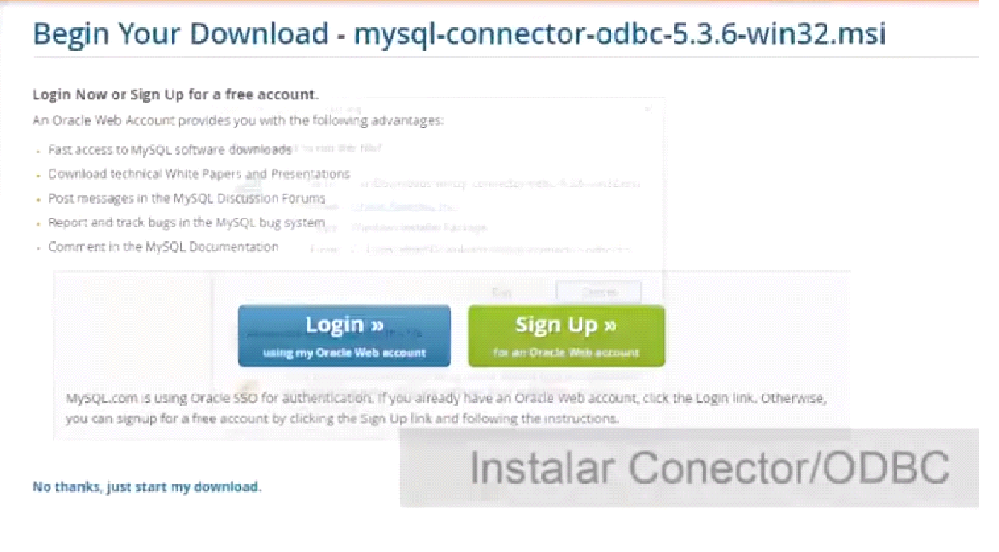 Begin Your Download - mysql-connector-odbc-5.3.6-win32.msi
Login Now or Sign Up for a free account.
An Oracle Web Account provides you with the following advantages:
Fast access to MySQL software downloads
Download technical White Papers and Presentations
Post messages in the MySQL Discussion Forums
Report and track bugs in the MySQL bug system
Comment in the MySQL Documentation
Windows Installer Package
Cancel
Login »
using my Oracle Web account
Sign Up »
for an Oracle Web account
MySQL.com is using Oracle SSO for authentication. If you already have an Oracle Web account, click the Login link. Otherwise,
you can signup for a free account by clicking the Sign Up link and following the instructions.
Instalar Conector/ODBC
No thanks, just start my download.